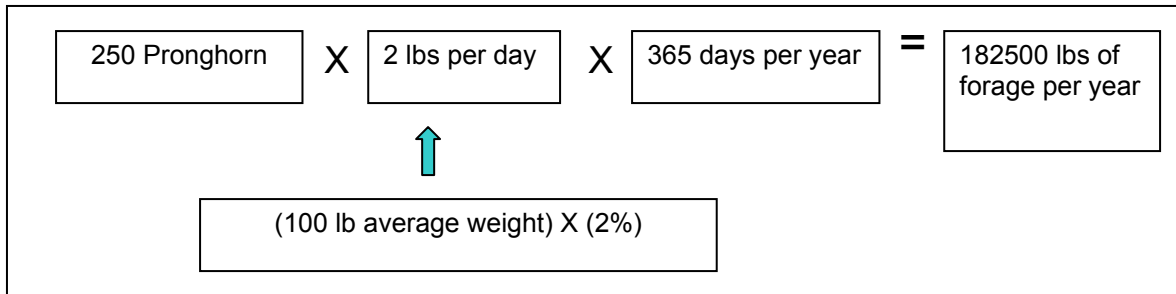 250 Pronghorn X 2 lbs per day X 365 days per year = 182500 lbs of
forage per year
(100 lb average weight) X (2%)